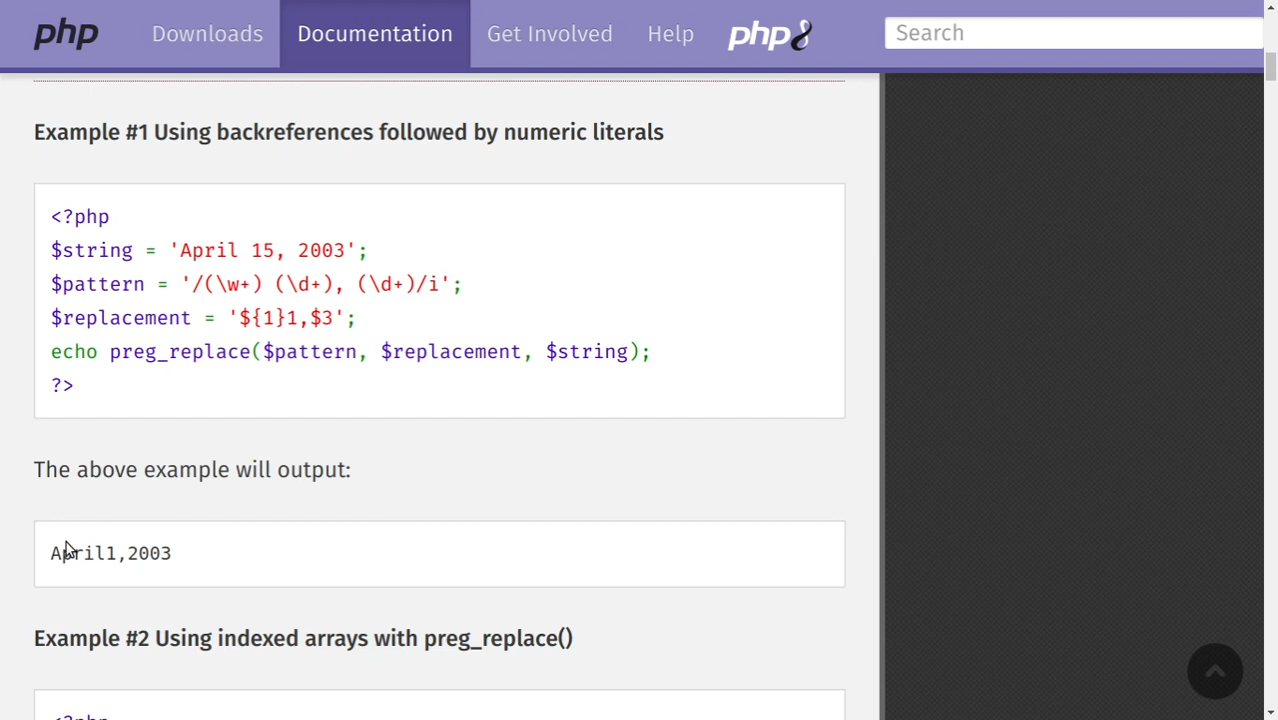 php Downloads Documentation Get Involved Help php8 Search
Example #1 Using backreferences followed by numeric literals
<?php
$string = 'April 15, 2003';
$pattern = '/(\w+) (\d+), (\d+)/i';
$replacement = '${1}1,$3';
echo preg_replace($pattern, $replacement, $string);
?>
The above example will output:
April1,2003
Example #2 Using indexed arrays with preg_replace()
<?php